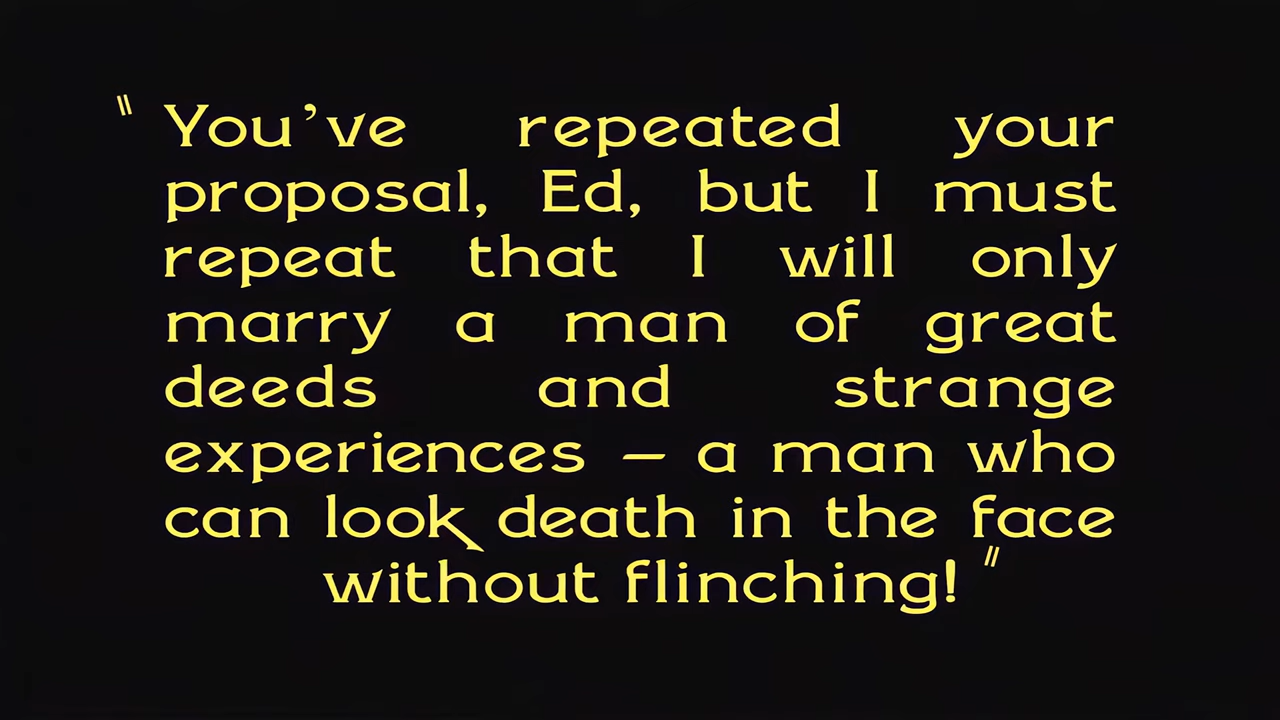 "You’ve repeated your
proposal, Ed, but I must
repeat that I will only
marry a man of great
deeds and strange
experiences – a man who
can look death in the face
without flinching!"